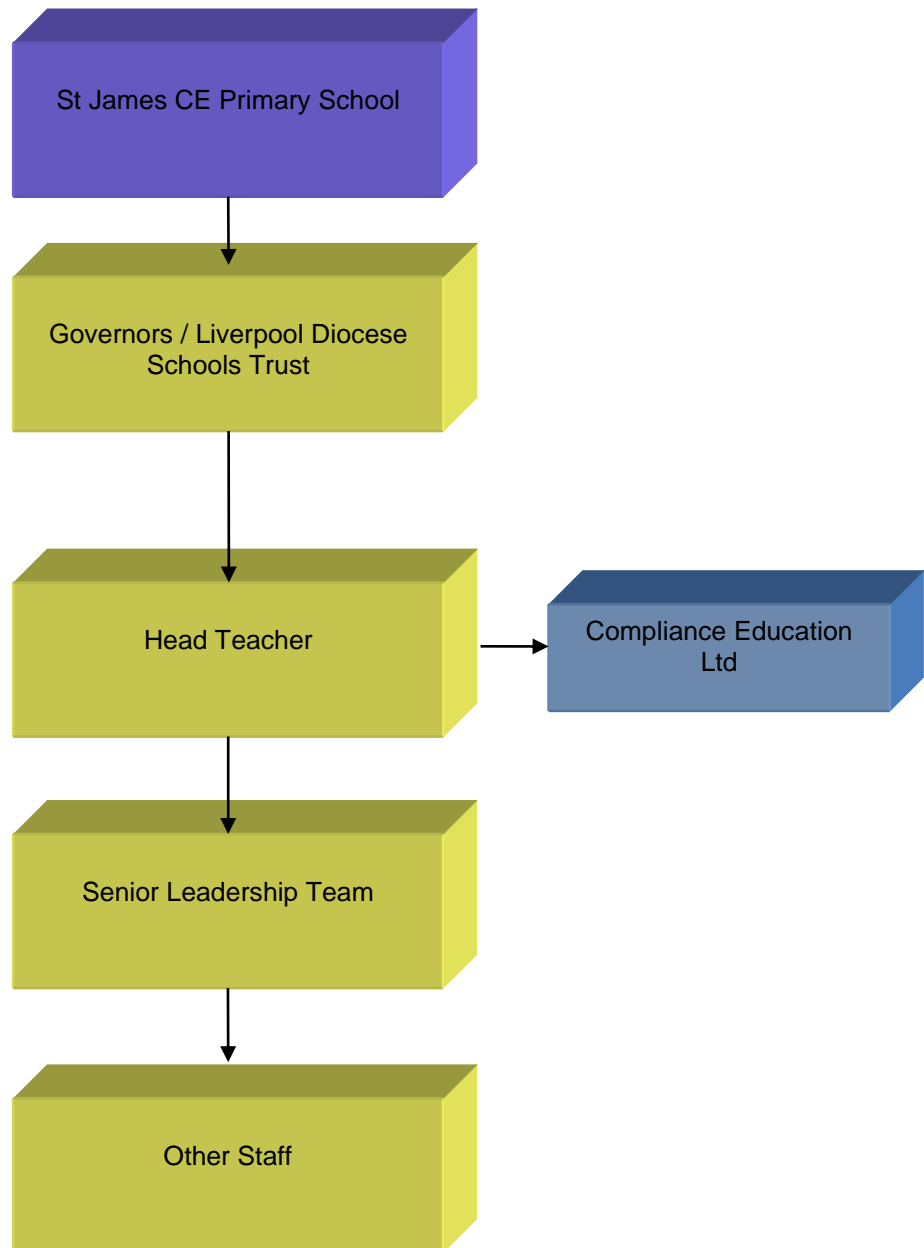 St James CE Primary School
Governors / Liverpool Diocese
Schools Trust
Head Teacher
Compliance Education
Ltd
Senior Leadership Team
Other Staff